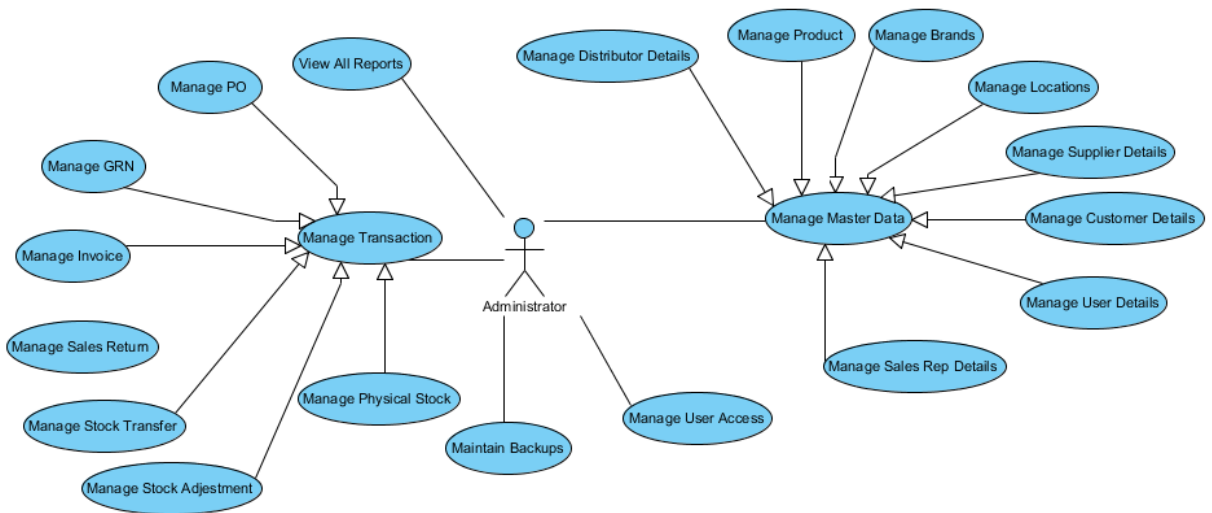 Manage Product
Manage Brands
View All Reports
Manage Distributor Details
Manage PO
Manage Locations
Manage GRN
Manage Supplier Details
Manage Transaction
Manage Master Data
Manage Customer Details
Manage Invoice
Administrator
Manage User Details
Manage Sales Return
Manage Sales Rep Details
Manage Physical Stock
Manage Stock Transfer
Manage User Access
Maintain Backups
Manage Stock Adjestment